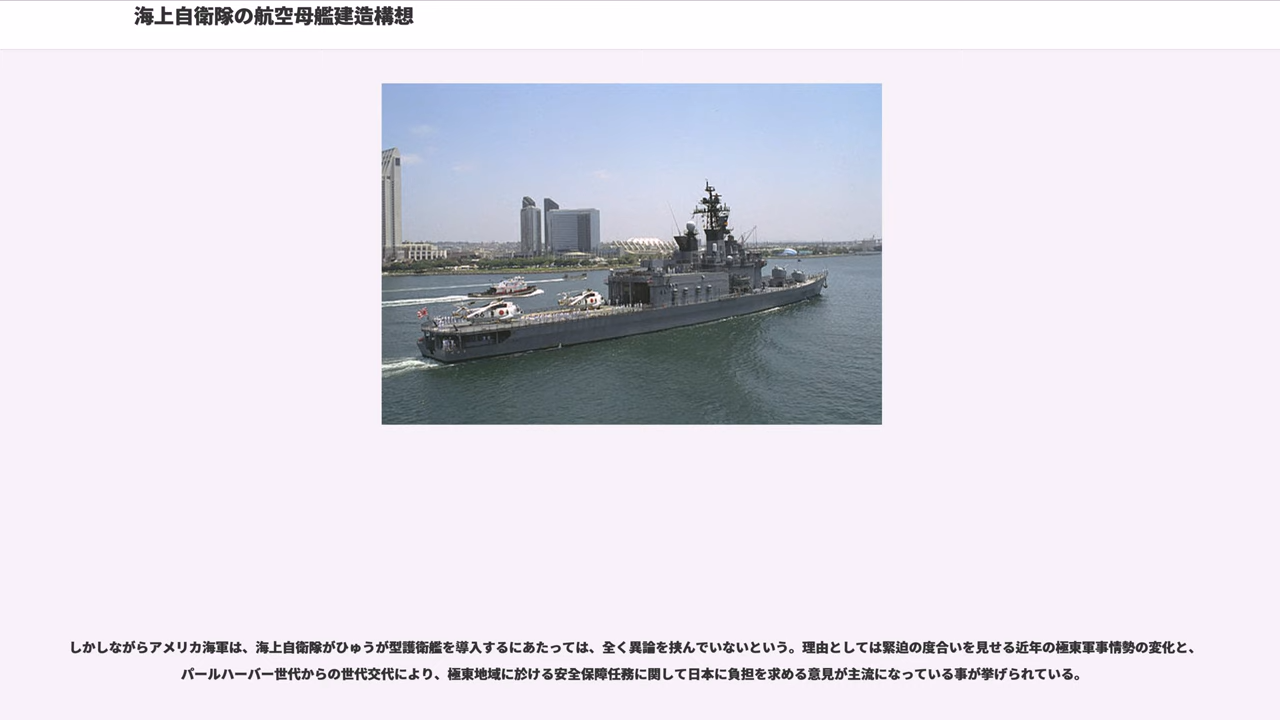 海上自衛隊の航空母艦建造構想
しかしながらアメリカ海軍は、海上自衛隊がひゅうが型護衛艦を導入するにあたっては、全く異論を挟んでいないという。理由としては緊迫の度合いを見せる近年の極東軍事情勢の変化と、
パールハーバー世代からの世代交代により、極東地域に於ける安全保障任務に関して日本に負担を求める意見が主流になっている事が挙げられている。